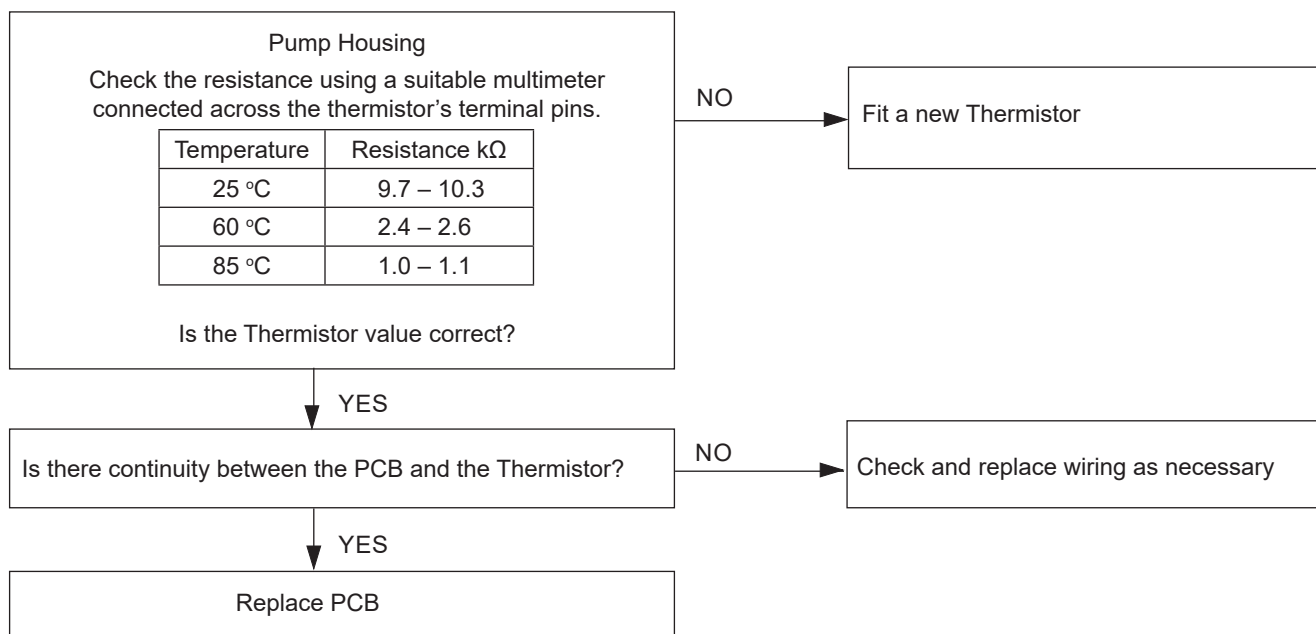 Pump Housing
Check the resistance using a suitable multimeter
connected across the thermistor’s terminal pins.
Temperature Resistance kΩ
25 ºC 9.7 – 10.3
60 ºC 2.4 – 2.6
85 ºC 1.0 – 1.1
Is the Thermistor value correct?
NO
Fit a new Thermistor
YES
Is there continuity between the PCB and the Thermistor?
NO
Check and replace wiring as necessary
YES
Replace PCB